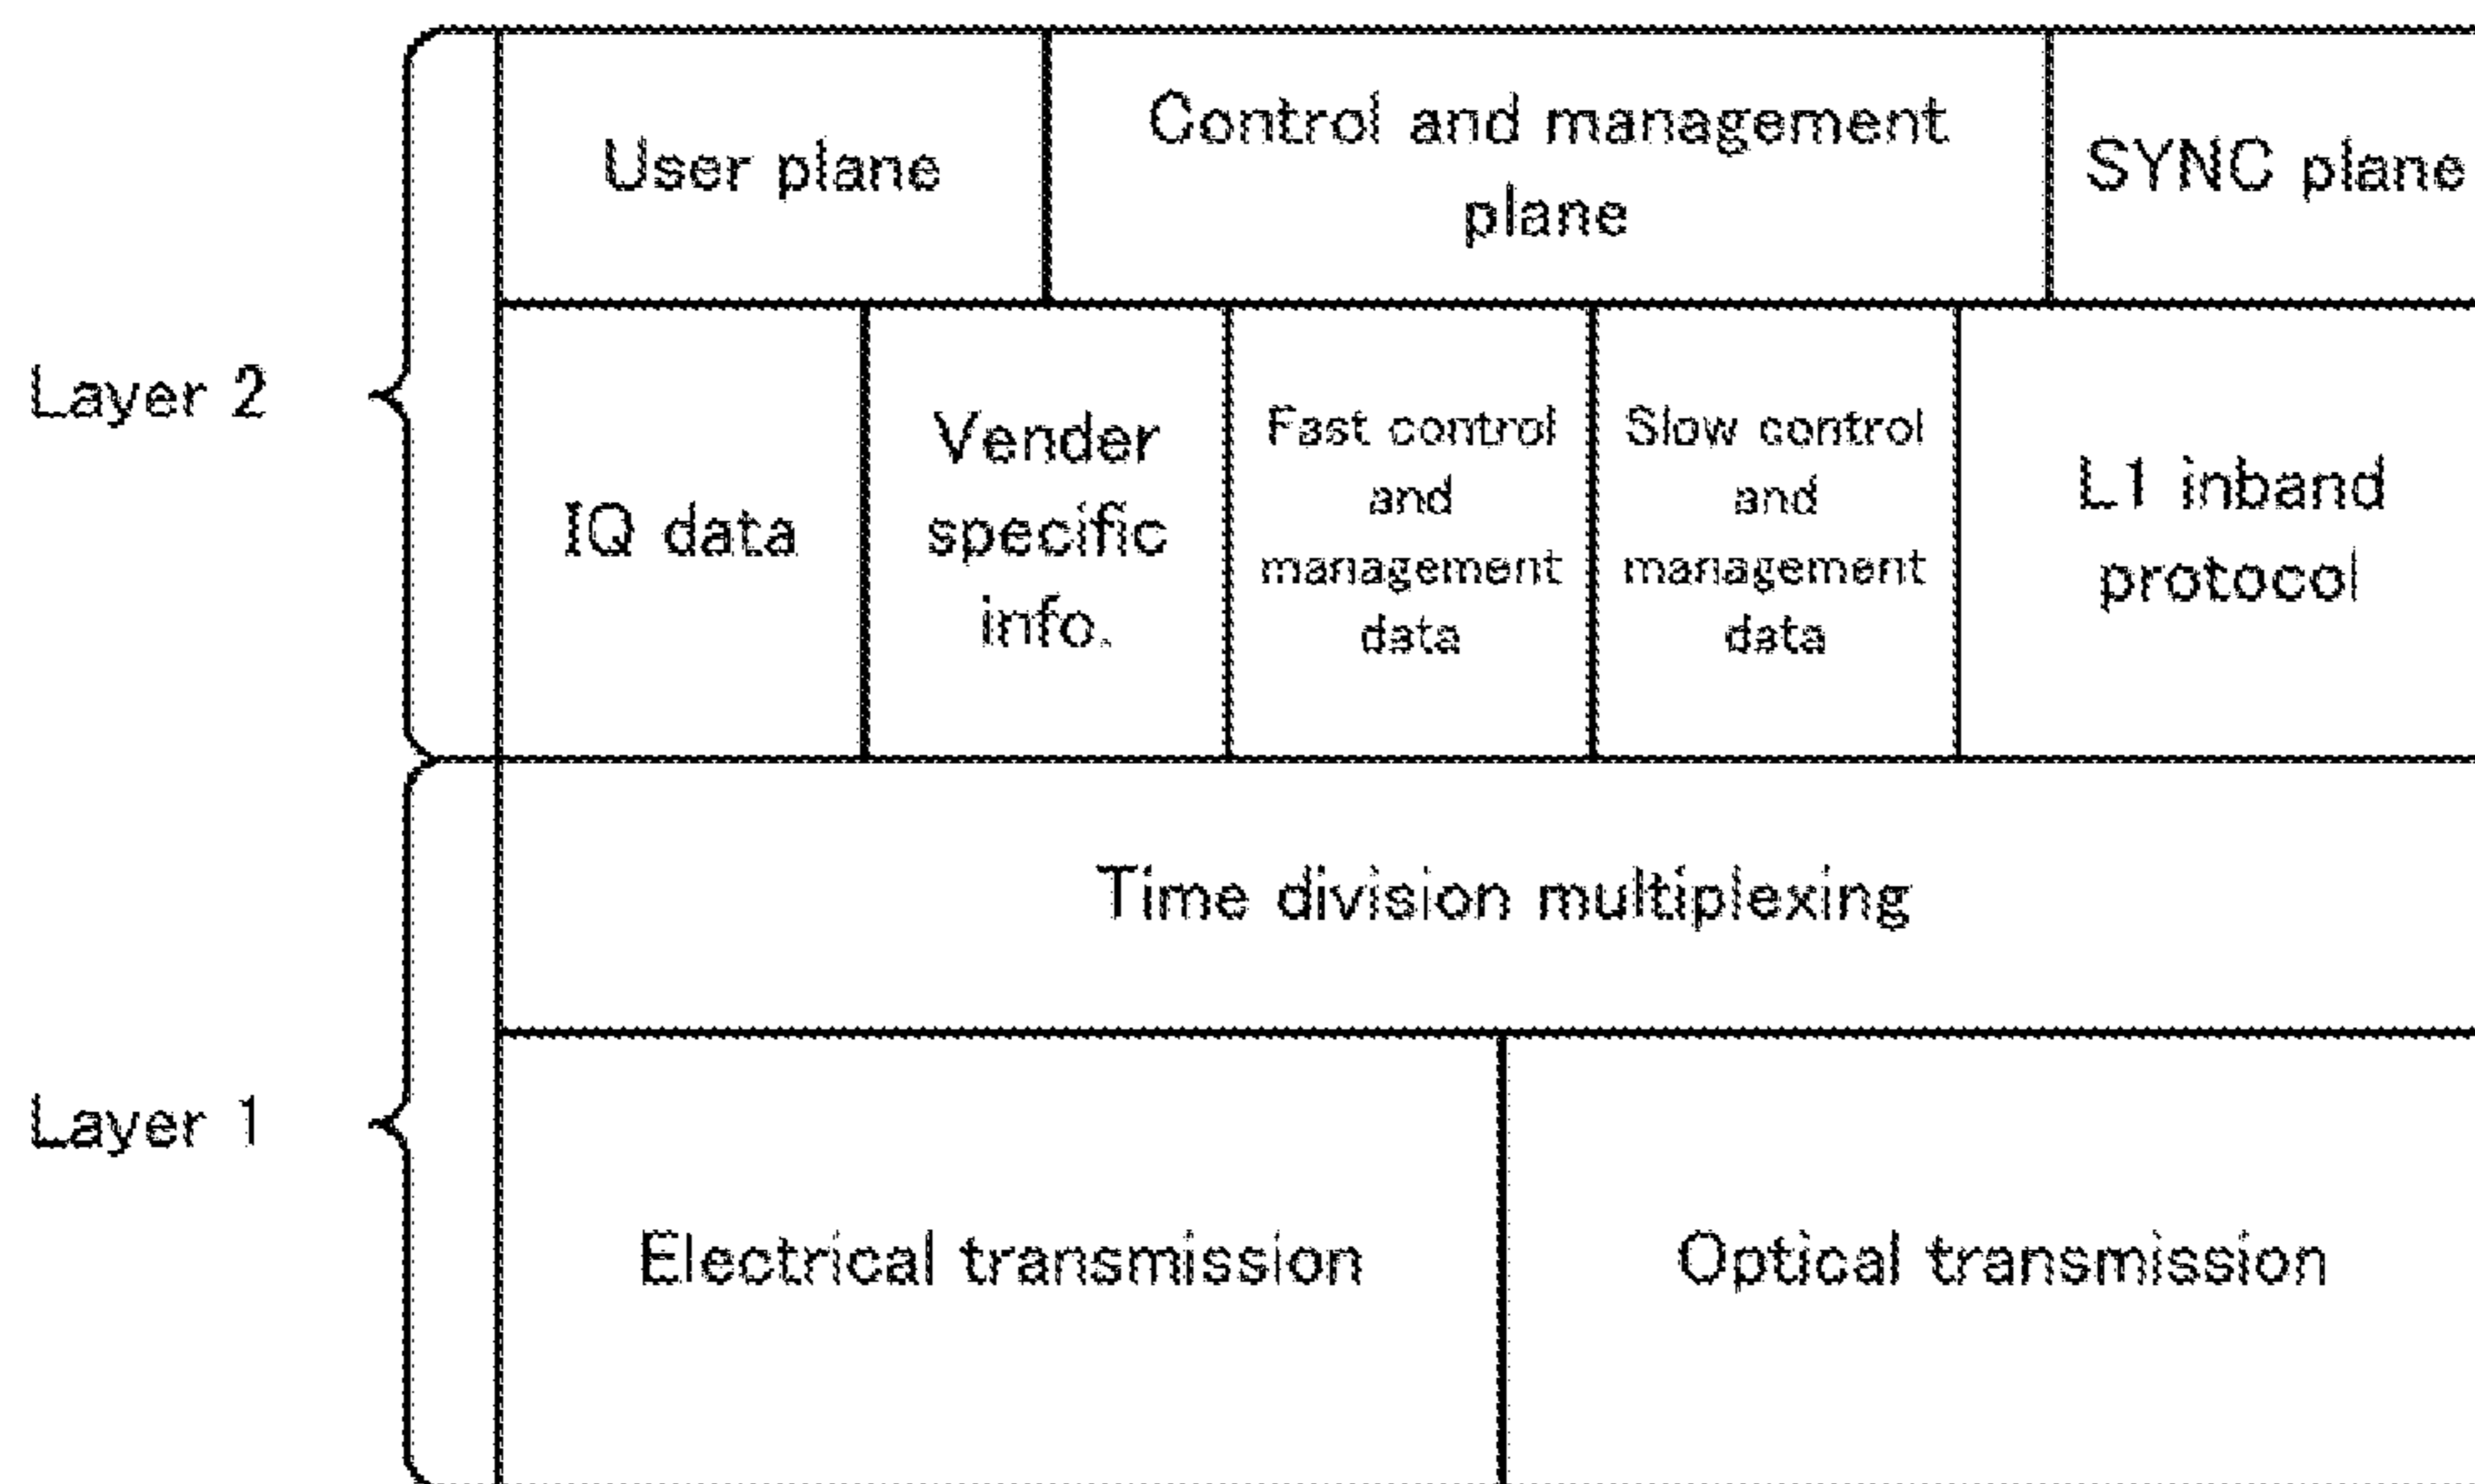 Layer 2
User plane
Control and management
plane
SYNC plane
IQ data
Vender
specific
info.
Fast control
and
management
data
Slow control
and
management
data
L1 inband
protocol
Layer 1
Time division multiplexing
Electrical transmission
Optical transmission